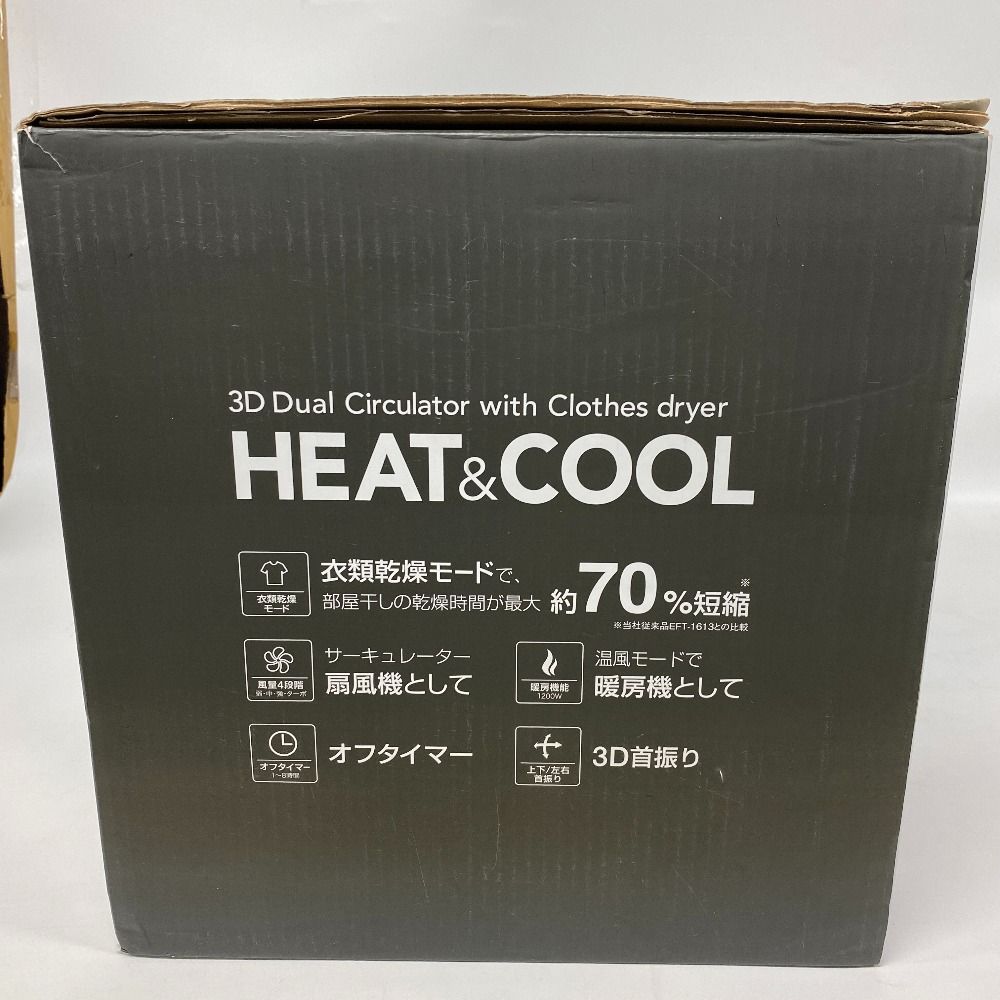 3D Dual Circulator with Clothes dryer
HEAT&COOL
衣類乾燥
モード
衣類乾燥モードで、
部屋干しの乾燥時間が最大 約70%短縮※
※当社従来品EFT-1613との比較
風量4段階
弱・中・強・ターボ
サーキュレーター
扇風機として
暖房機能
1200W
温風モードで
暖房機として
オフタイマー
1~8時間
オフタイマー
上下/左右
首振り
3D首振り